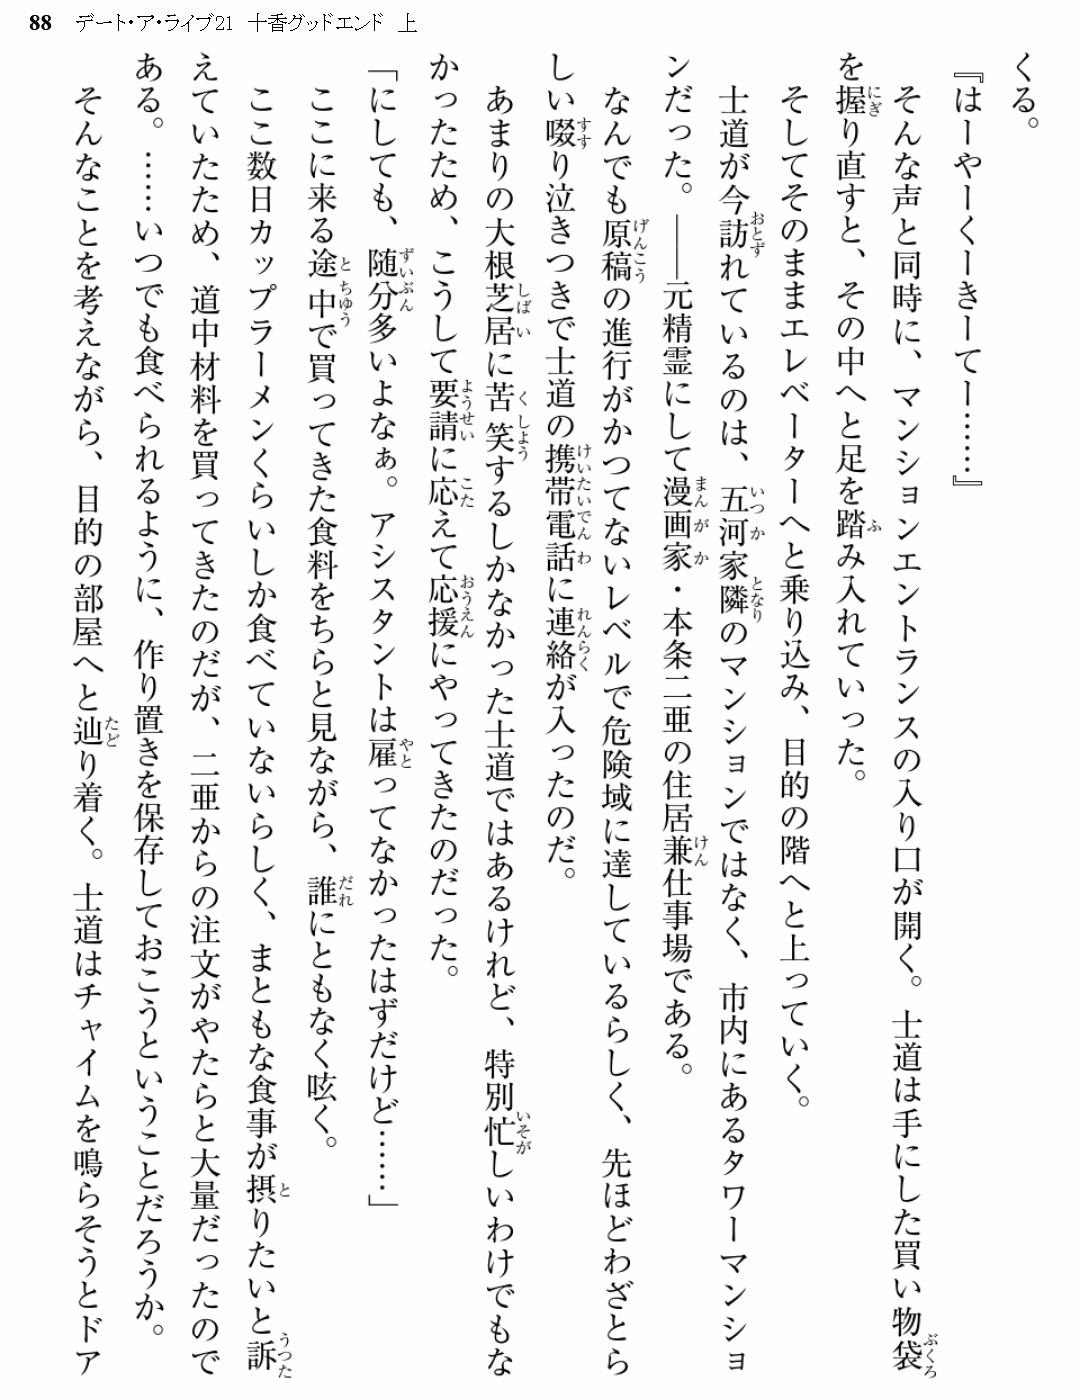 88 デート・ア・ライブ21 十香グッドエンド 上
くる。
『はーやーくーきーてー……』
そんな声と同時に、マンションエントランスの入り口が開く。士道は手にした買い物袋
を握り直すと、その中へと足を踏み入れていった。
そしてそのままエレベーターへと乗り込み、目的の階へと上っていく。
士道が今訪れているのは、五河家隣のマンションではなく、市内にあるタワーマンショ
ンだった。――元精霊にして漫画家・本条二亜の住居兼仕事場である。
なんでも原稿の進行がかつてないレベルで危険域に達しているらしく、先ほどわざとら
しい啜り泣きつきで士道の携帯電話に連絡が入ったのだ。
あまりの大根芝居に苦笑するしかなかった士道ではあるけれど、特別忙しいわけでもな
かったため、こうして要請に応えて応援にやってきたのだった。
「にしても、随分多いよなぁ。アシスタントは雇ってなかったはずだけど……」
ここに来る途中で買ってきた食料をちらと見ながら、誰にともなく呟く。
ここ数日カップラーメンくらいしか食べていないらしく、まともな食事が摂りたいと訴
えていたため、道中材料を買ってきたのだが、二亜からの注文がやたらと大量だったので
ある。……いつでも食べられるように、作り置きを保存しておこうということだろうか。
そんなことを考えながら、目的の部屋へと辿り着く。士道はチャイムを鳴らそうとドア